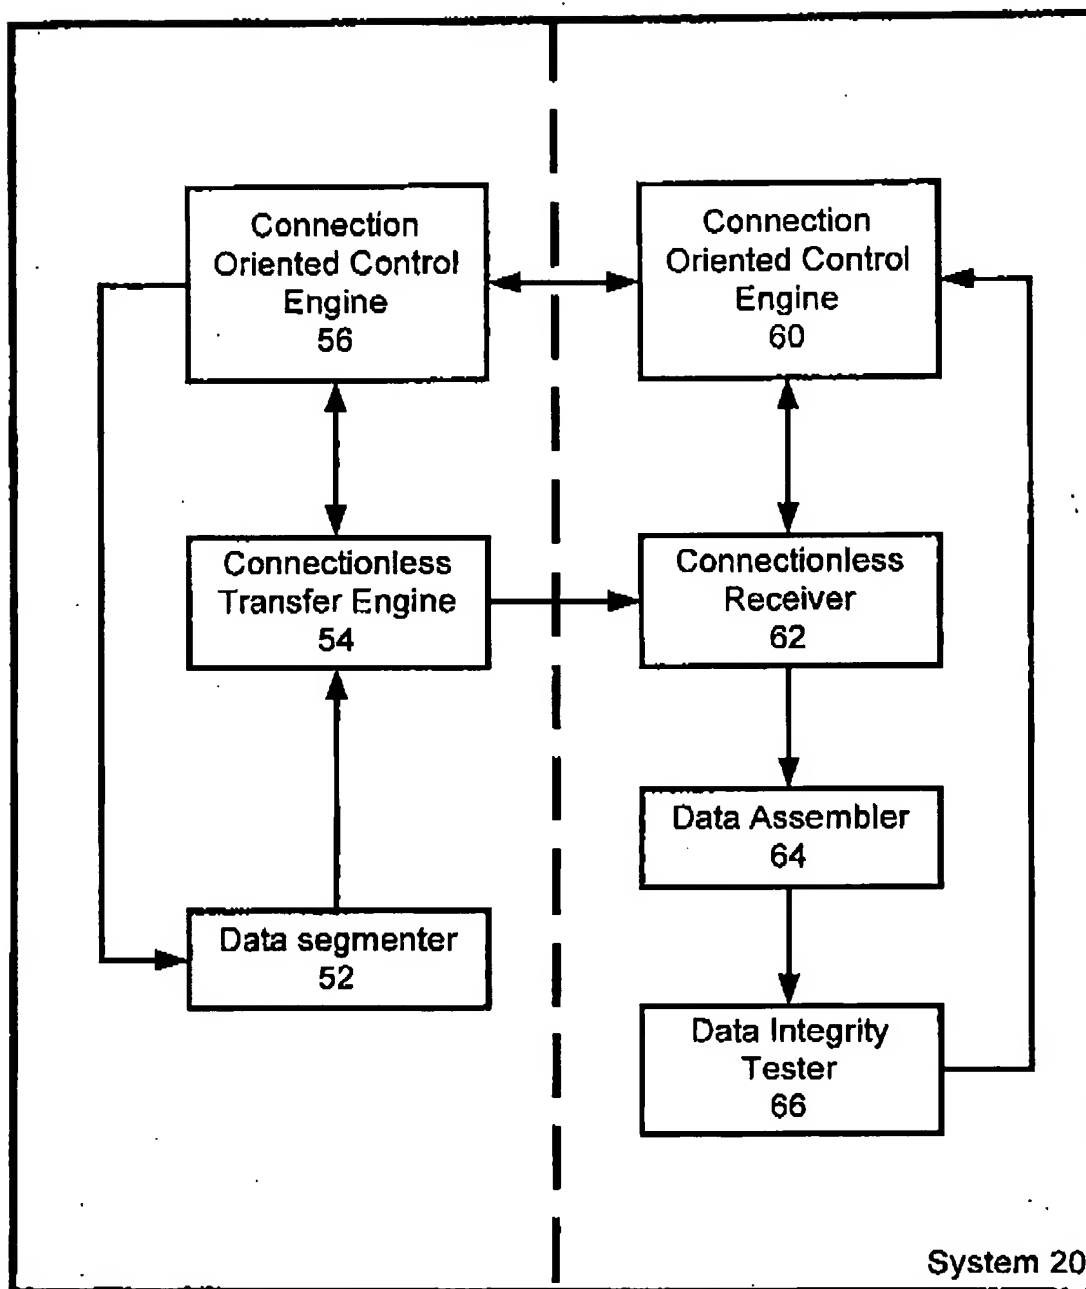 Connection
Oriented Control
Engine
56
Connection
Oriented Control
Engine
60
Connectionless
Transfer Engine
54
Connectionless
Receiver
62
Data Assembler
64
Data segmenter
52
Data Integrity
Tester
66
System 20